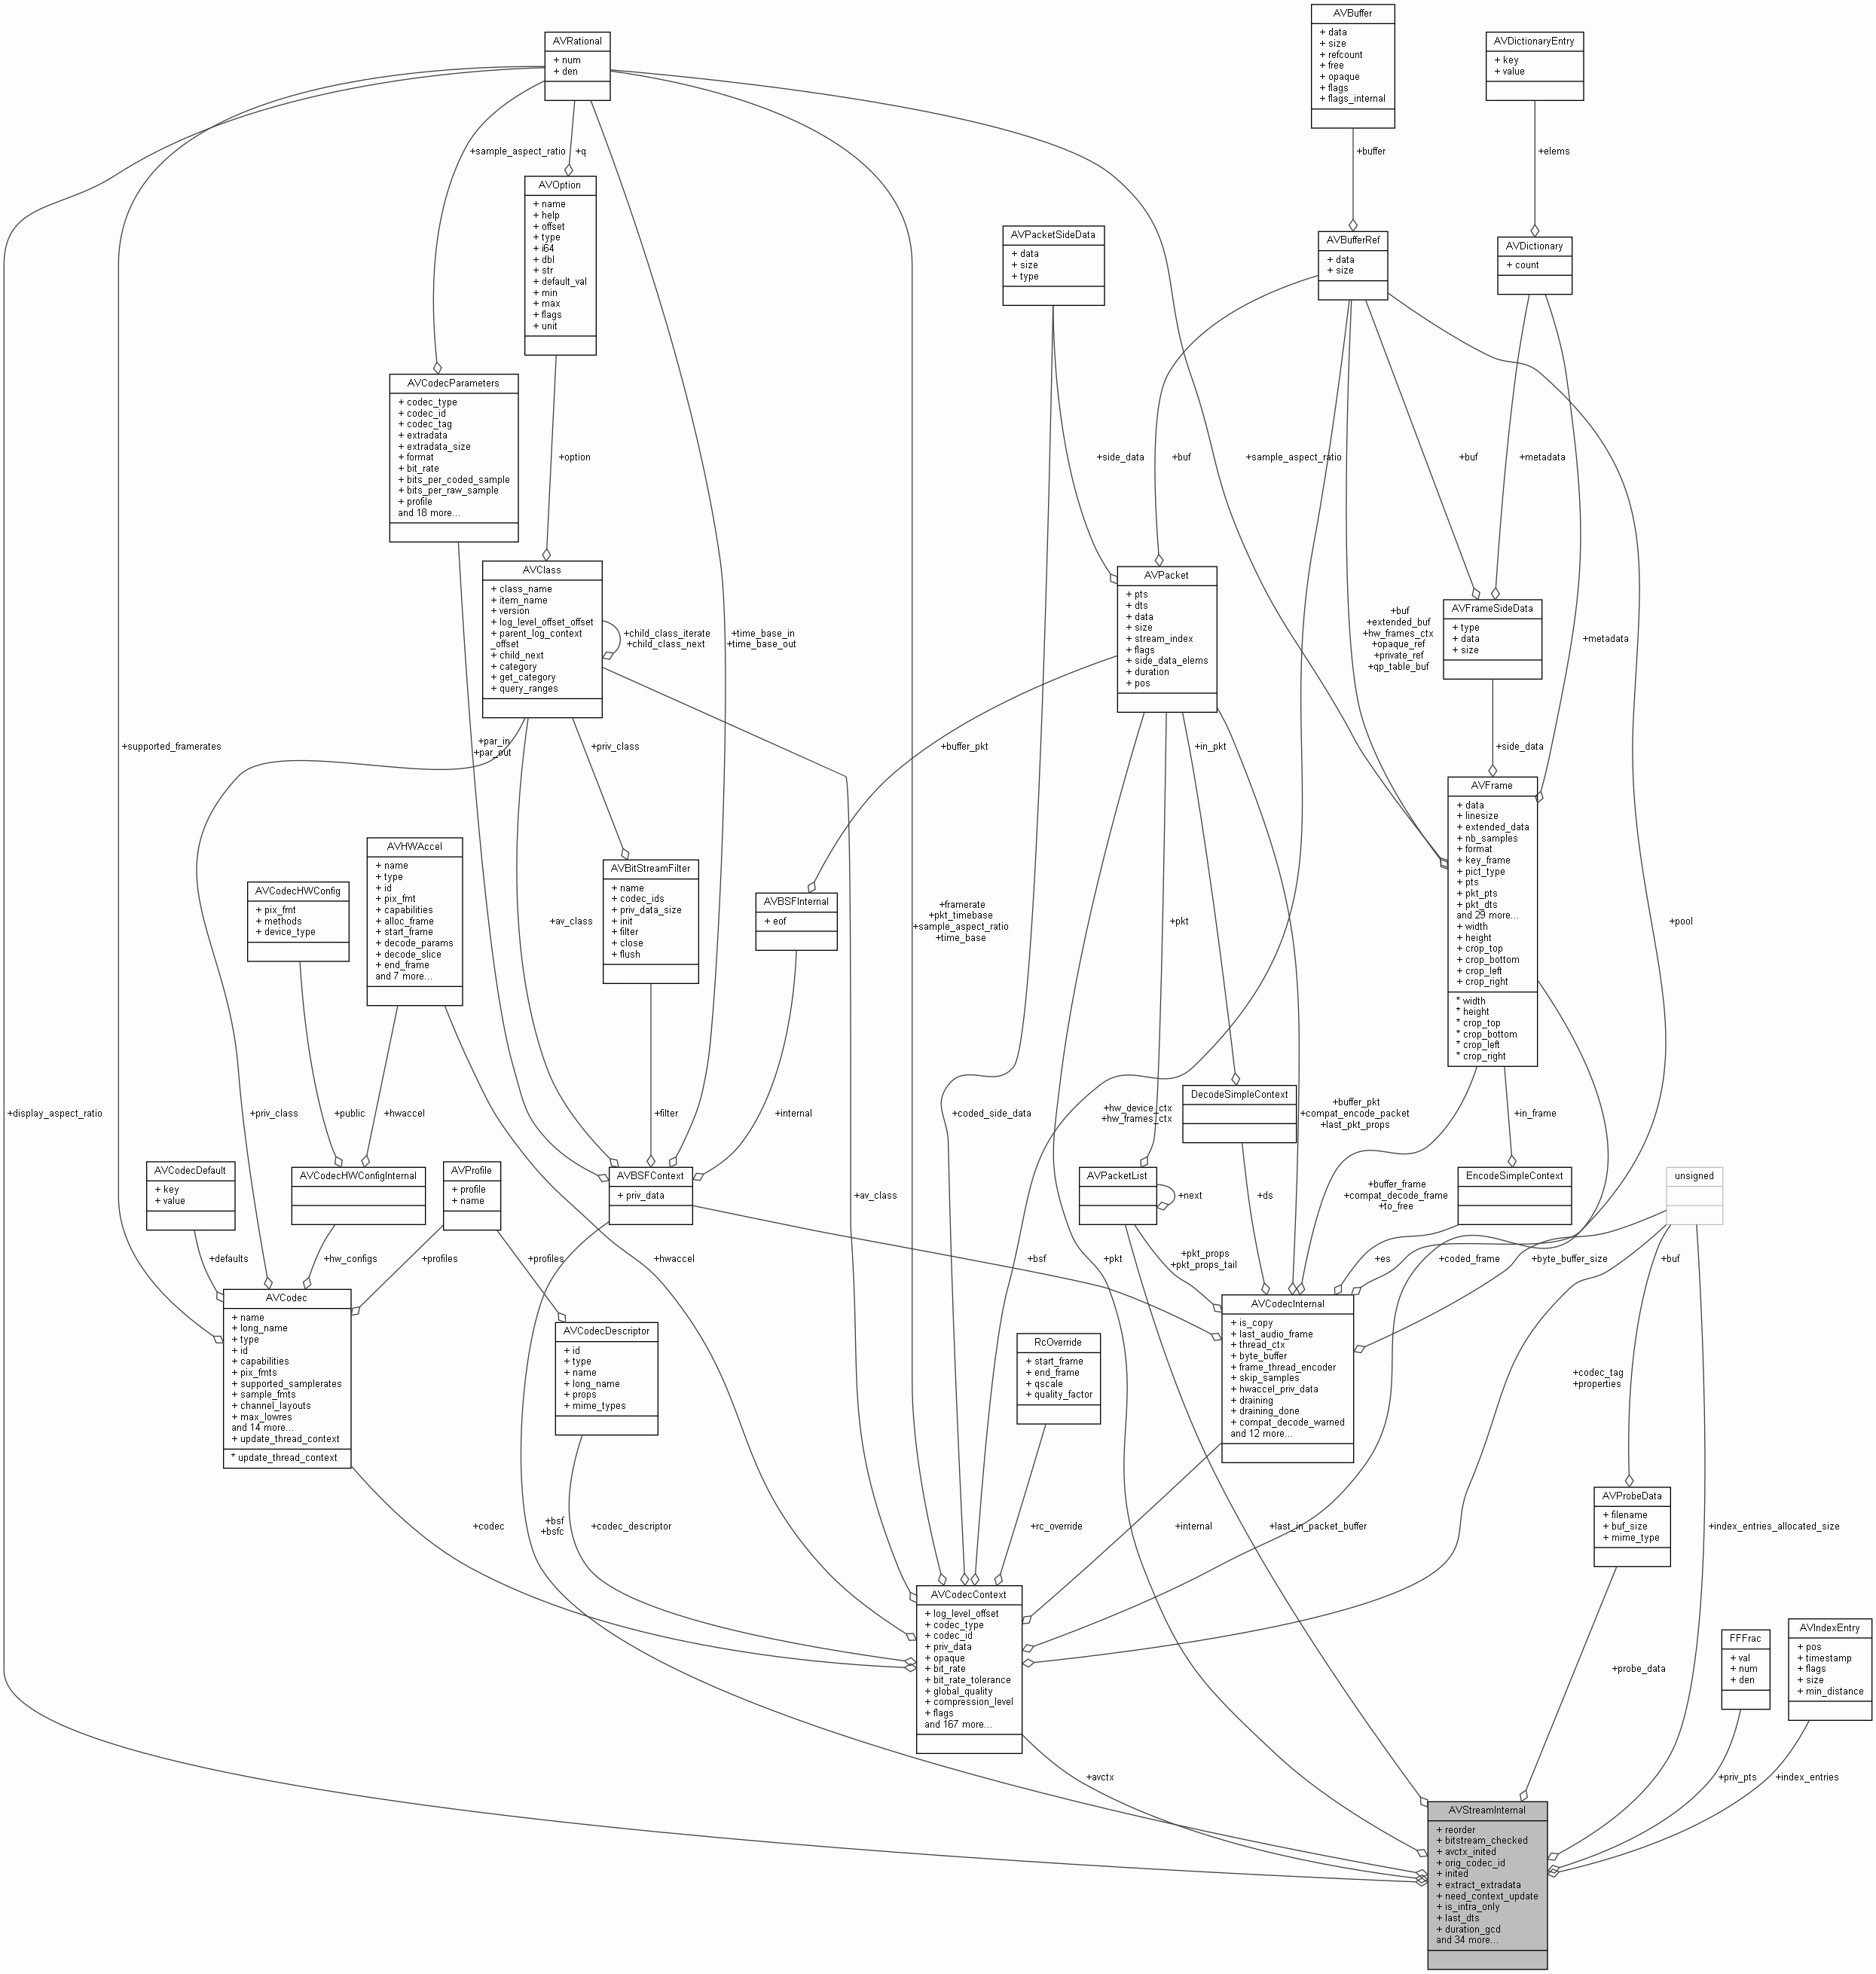 AVBuffer
+ data
+ size
+ refcount
+ free
+ opaque
+ flags
+ flags_internal
AVRational
+ num
+ den
AVDictionaryEntry
+ key
+ value
+sample_aspect_ratio
+q
+buffer
+elems
AVOption
+ name
+ help
+ offset
+ type
+ i64
+ dbl
+ str
+ default_val
+ min
+ max
+ flags
+ unit
AVPacketSideData
+ data
+ size
+ type
AVBufferRef
+ data
+ size
AVDictionary
+ count
AVCodecParameters
+ codec_type
+ codec_id
+ codec_tag
+ extradata
+ extradata_size
+ format
+ bit_rate
+ bits_per_coded_sample
+ bits_per_raw_sample
+ profile
and 18 more...
+option
+side_data
+buf
+sample_aspect_ratio
+buf
+metadata
AVClass
+ class_name
+ item_name
+ version
+ log_level_offset_offset
+ parent_log_context
_offset
+ child_next
+ category
+ get_category
+ query_ranges
+child_class_iterate
+child_class_next
+time_base_in
+time_base_out
AVPacket
+ pts
+ dts
+ data
+ size
+ stream_index
+ flags
+ side_data_elems
+ duration
+ pos
+buf
+extended_buf
+hw_frames_ctx
+opaque_ref
+private_ref
+qp_table_buf
AVFrameSideData
+ type
+ data
+ size
+metadata
+supported_framerates
+par_in
+par_out
+priv_class
+buffer_pkt
+in_pkt
+side_data
AVFrame
+ data
+ linesize
+ extended_data
+ nb_samples
+ format
+ key_frame
+ pict_type
+ pts
+ pkt_pts
+ pkt_dts
and 29 more...
+ width
+ height
+ crop_top
+ crop_bottom
+ crop_left
+ crop_right
* width
* height
* crop_top
* crop_bottom
* crop_left
* crop_right
AVHWAccel
+ name
+ type
+ id
+ pix_fmt
+ capabilities
+ alloc_frame
+ start_frame
+ decode_params
+ decode_slice
+ end_frame
and 7 more...
AVCodecHWConfig
+ pix_fmt
+ methods
+ device_type
+av_class
AVBitStreamFilter
+ name
+ codec_ids
+ priv_data_size
+ init
+ filter
+ close
+ flush
AVBSFInternal
+ eof
+framerate
+pkt_timebase
+sample_aspect_ratio
+time_base
+pkt
+pool
+display_aspect_ratio
+priv_class
+public
+hwaccel
+filter
+internal
+coded_side_data
+hw_device_ctx
+hw_frames_ctx
DecodeSimpleContext
+buffer_pkt
+compat_encode_packet
+last_pkt_props
+in_frame
AVCodecDefault
+ key
+ value
AVCodecHWConfigInternal
AVProfile
+ profile
+ name
AVBSFContext
+ priv_data
+av_class
AVPacketList
+next
+ds
+buffer_frame
+compat_decode_frame
+to_free
EncodeSimpleContext
unsigned
+defaults
+hw_configs
+profiles
+profiles
+hwaccel
+bsf
+pkt
+pkt_props
+pkt_props_tail
+es
+coded_frame
+byte_buffer_size
+buf
AVCodec
+ name
+ long_name
+ type
+ id
+ capabilities
+ pix_fmts
+ supported_samplerates
+ sample_fmts
+ channel_layouts
+ max_lowres
and 14 more...
+ update_thread_context
* update_thread_context
AVCodecDescriptor
+ id
+ type
+ name
+ long_name
+ props
+ mime_types
RcOverride
+ start_frame
+ end_frame
+ qscale
+ quality_factor
AVCodecInternal
+ is_copy
+ last_audio_frame
+ thread_ctx
+ byte_buffer
+ frame_thread_encoder
+ skip_samples
+ hwaccel_priv_data
+ draining
+ draining_done
+ compat_decode_warned
and 12 more...
+codec_tag
+properties
AVProbeData
+ filename
+ buf_size
+ mime_type
+codec
+bsf
+bsfc
+codec_descriptor
+rc_override
+internal
+last_in_packet_buffer
+index_entries_allocated_size
AVCodecContext
+ log_level_offset
+ codec_type
+ codec_id
+ priv_data
+ opaque
+ bit_rate
+ bit_rate_tolerance
+ global_quality
+ compression_level
+ flags
and 167 more...
+probe_data
FFFrac
+ val
+ num
+ den
AVIndexEntry
+ pos
+ timestamp
+ flags
+ size
+ min_distance
+avctx
+priv_pts
+index_entries
AVStreamInternal
+ reorder
+ bitstream_checked
+ avctx_inited
+ orig_codec_id
+ inited
+ extract_extradata
+ need_context_update
+ is_intra_only
+ last_dts
+ duration_gcd
and 34 more...